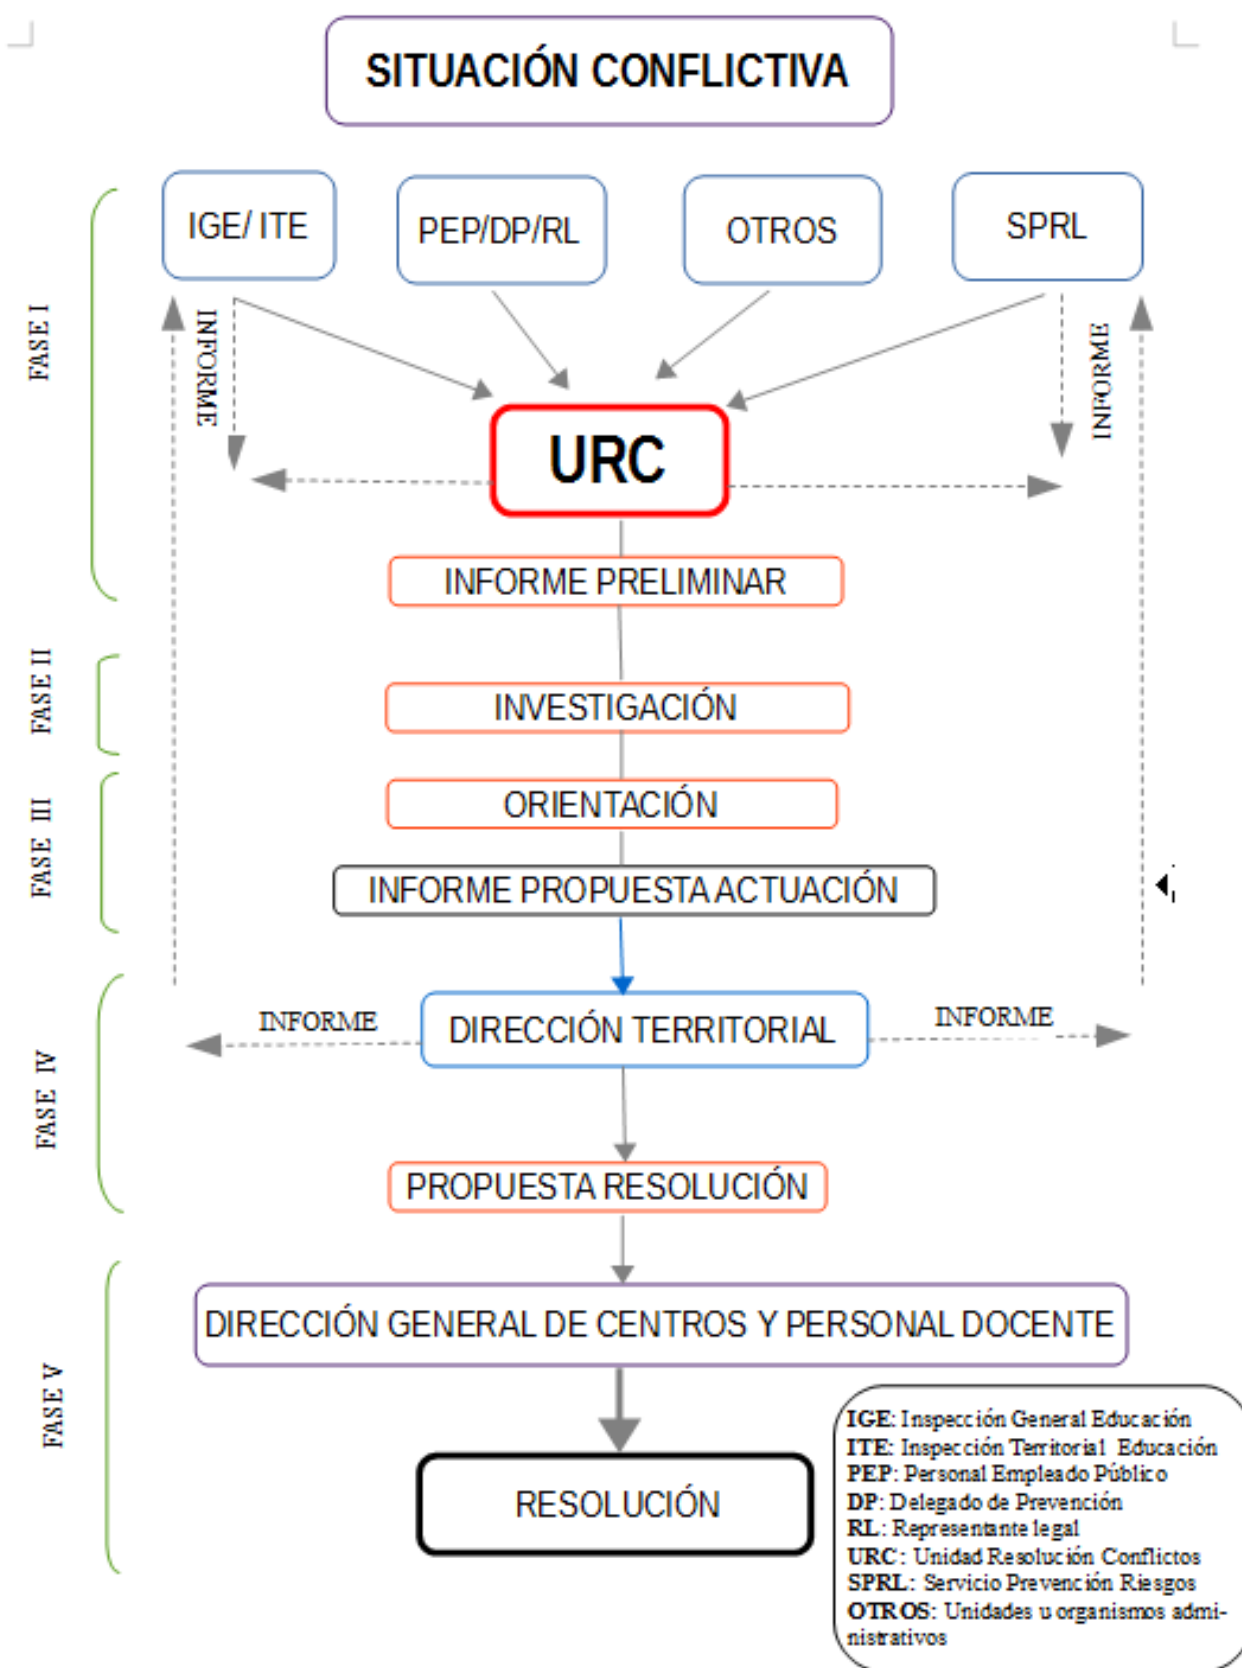 SITUACIÓN CONFLICTIVA
FASE I
IGE/ ITE
PEP/DP/RL
OTROS
SPRL
INFORME
INFORME
URC
INFORME PRELIMINAR
FASE II
INVESTIGACIÓN
FASE III
ORIENTACIÓN
INFORME PROPUESTA ACTUACIÓN
FASE IV
INFORME
DIRECCIÓN TERRITORIAL
INFORME
PROPUESTA RESOLUCIÓN
FASE V
DIRECCIÓN GENERAL DE CENTROS Y PERSONAL DOCENTE
RESOLUCIÓN
IGE: Inspección General Educación
ITE: Inspección Territorial Educación
PEP: Personal Empleado Público
DP: Delegado de Prevención
RL: Representante legal
URC: Unidad Resolución Conflictos
SPRL: Servicio Prevención Riesgos
OTROS: Unidades u organismos admini-
nistrativos